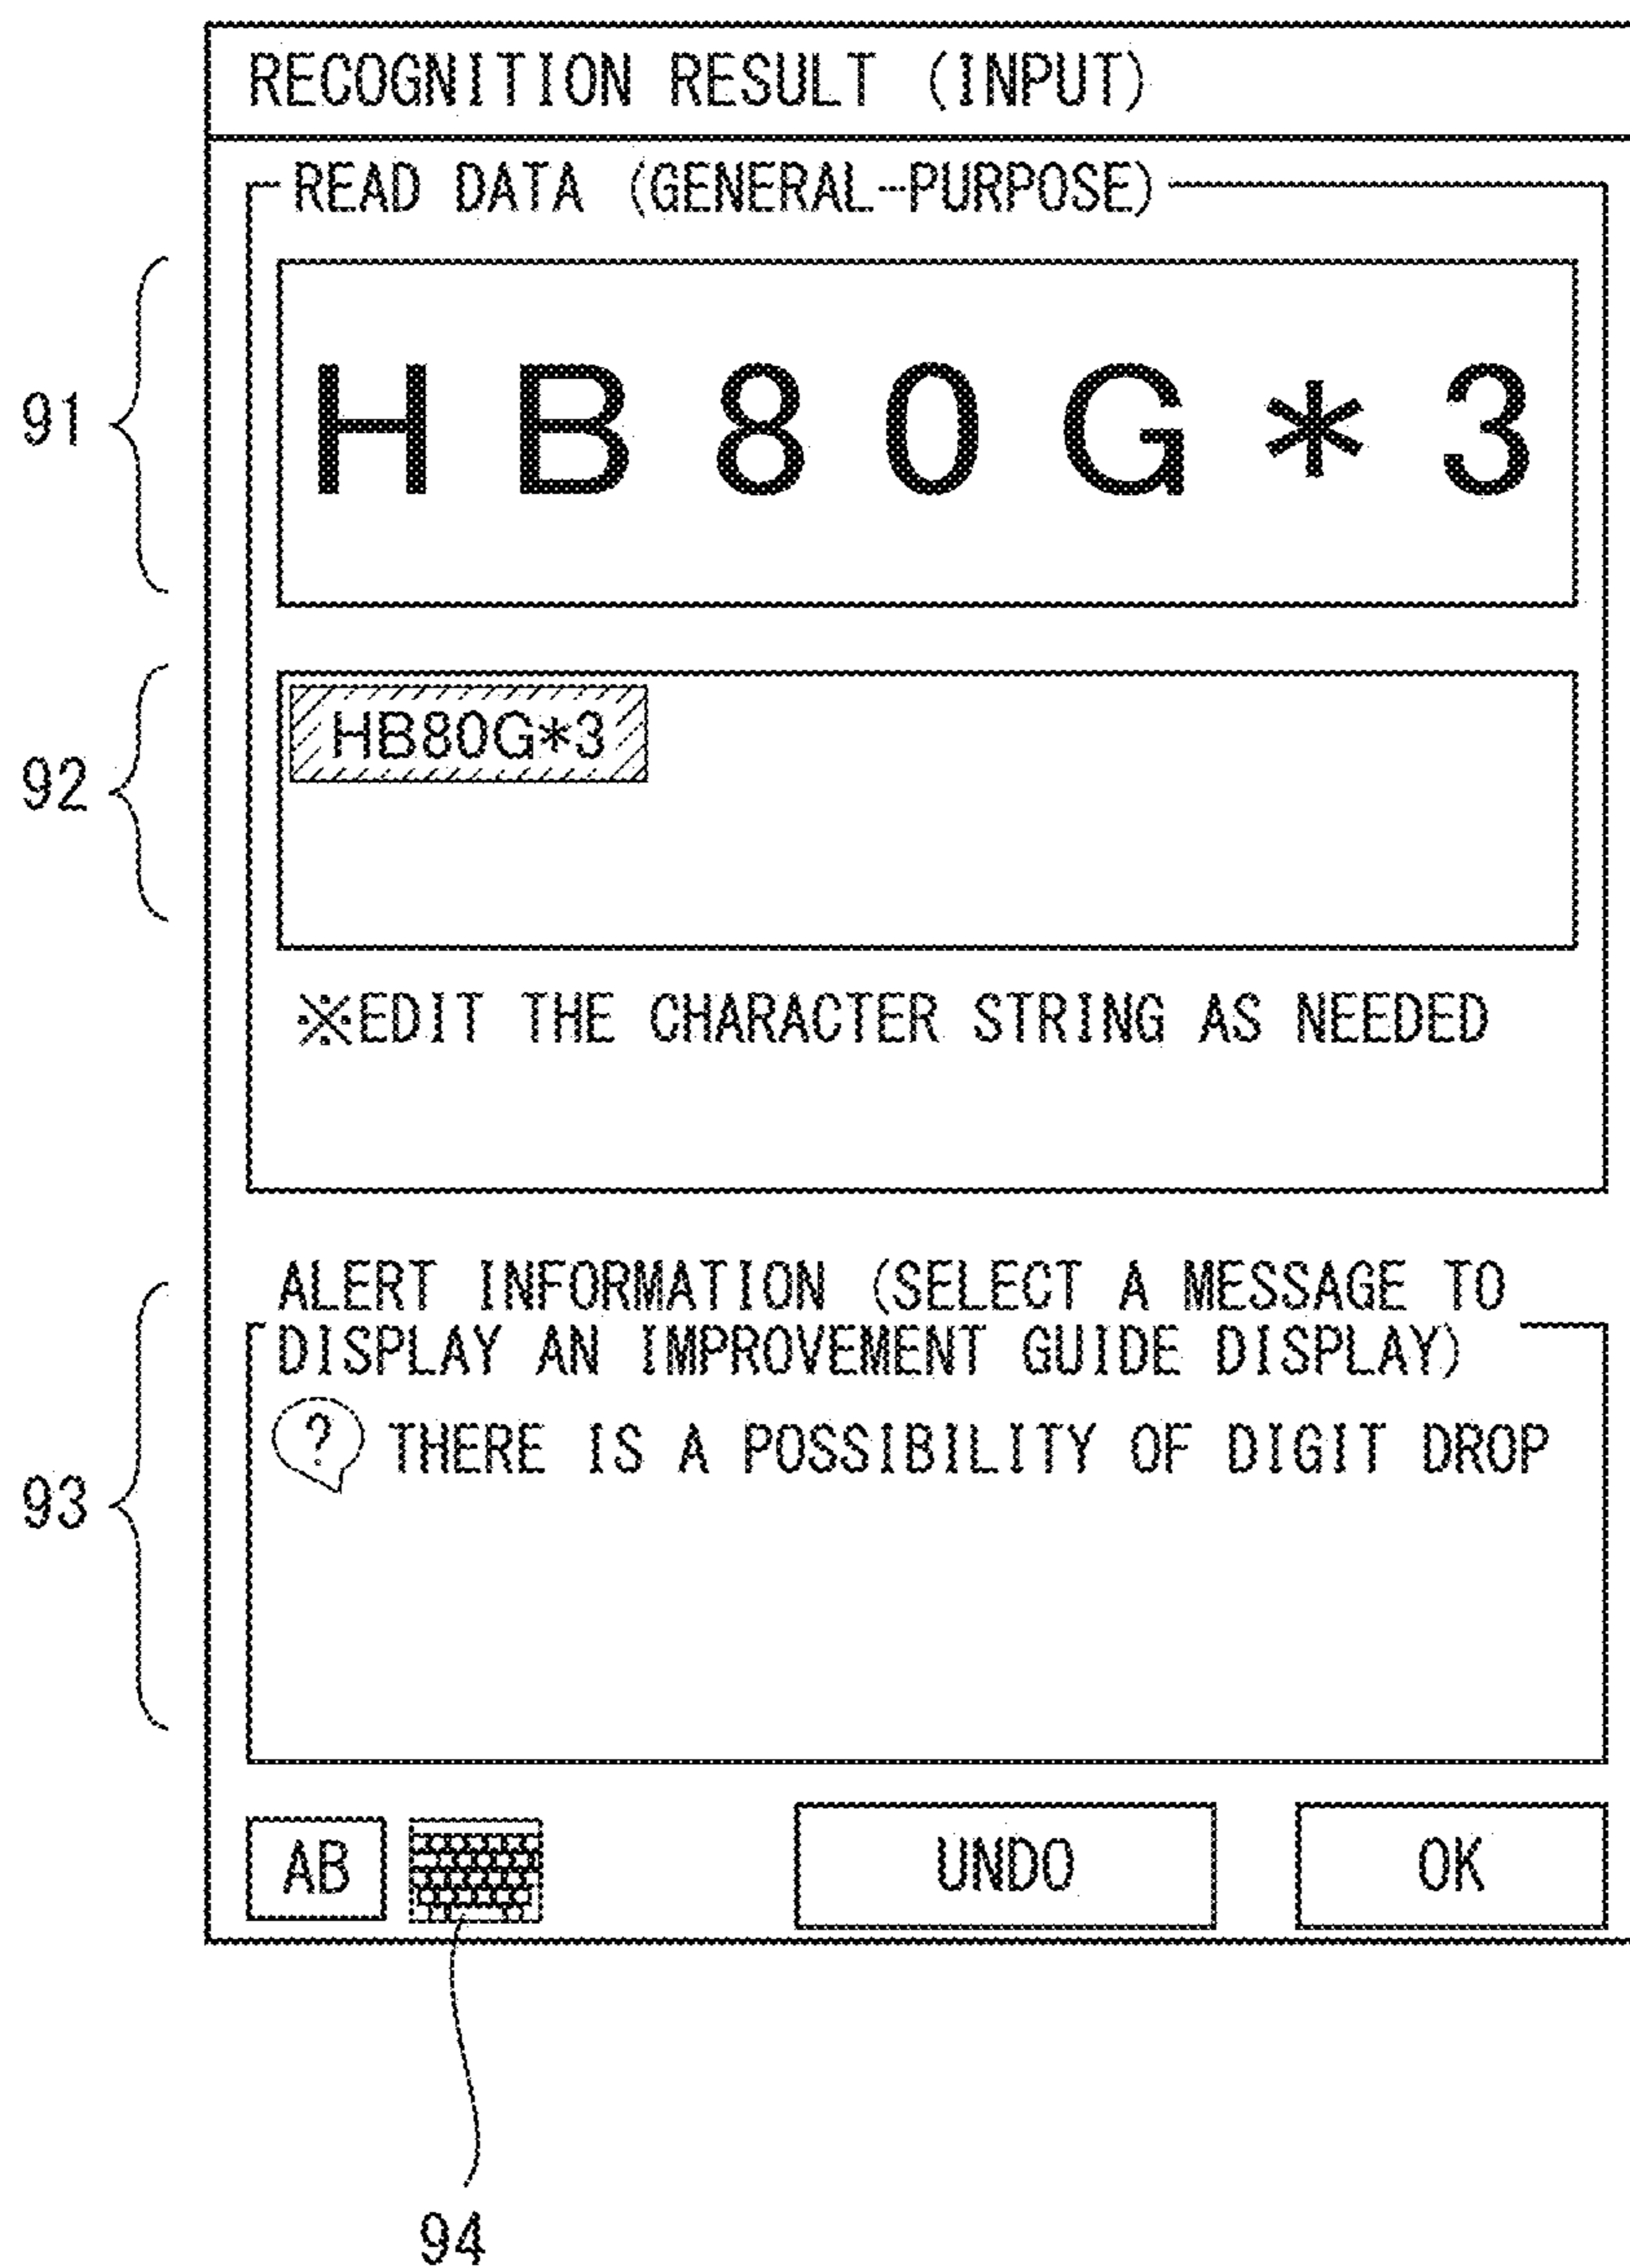 RECOGNITION RESULT (INPUT)
READ DATA (GENERAL-PURPOSE)
91
HB80G*3
92
HB80G*3
※EDIT THE CHARACTER STRING AS NEEDED
93
ALERT INFORMATION (SELECT A MESSAGE TO
DISPLAY AN IMPROVEMENT GUIDE DISPLAY)
? THERE IS A POSSIBILITY OF DIGIT DROP
AB UNDO OK
94